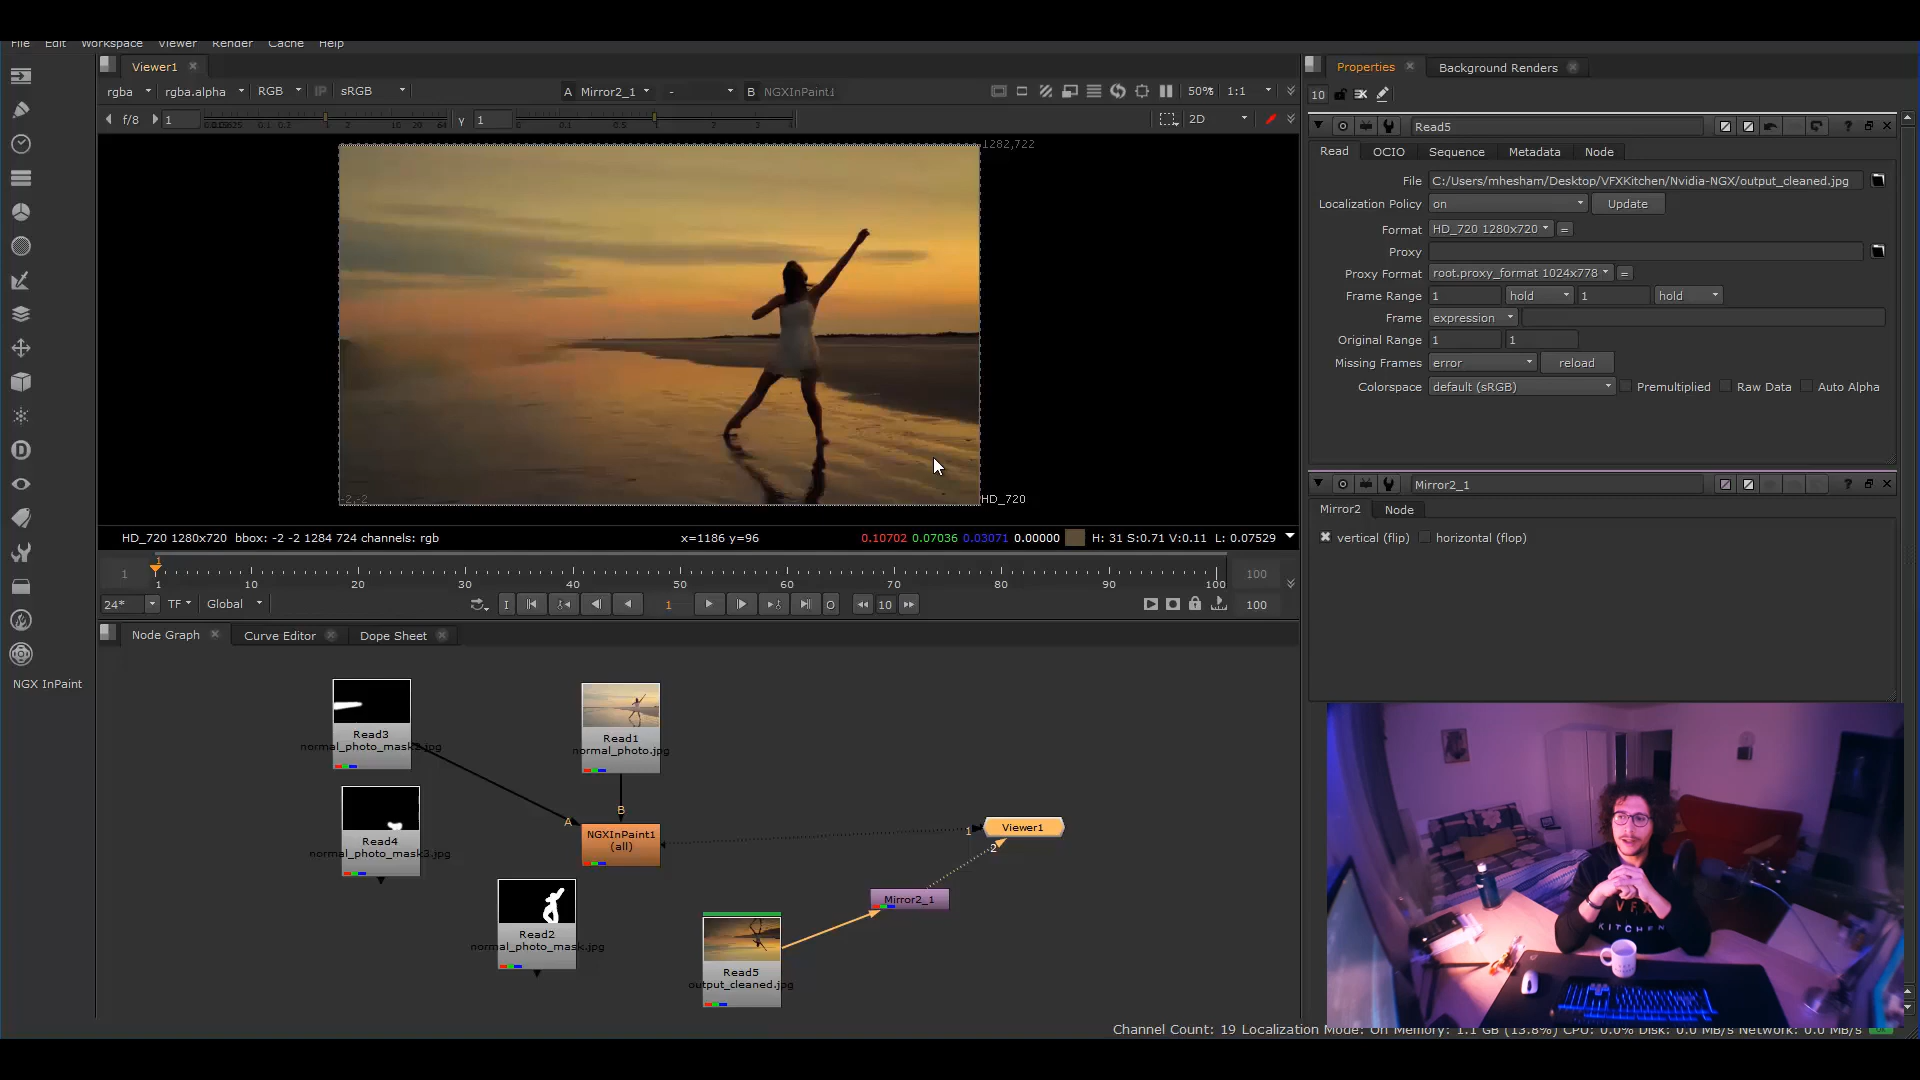 File Edit Workspace Viewer Render Cache Help
Viewer1
Properties Background Renders
rgba rgba.alpha RGB IP sRGB A Mirror2_1 - B NGXInPaint1 50% 1:1
10
f/8 1 γ 1 2D
1282,722
-2,-2
HD_720
HD_720 1280x720 bbox: -2 -2 1284 724 channels: rgb x=1186 y=96 0.10702 0.07036 0.03071 0.00000 H: 31 S:0.71 V:0.11 L: 0.07529
1
1 1 10 20 30 40 50 60 70 80 90 100 100
24* TF Global I 1 O 10 100
Node Graph Curve Editor Dope Sheet
NGX InPaint
Read3
normal_photo_mask2.jpg
Read1
normal_photo.jpg
Read4
normal_photo_mask3.jpg
A
B
NGXInPaint1
(all)
Read2
normal_photo_mask.jpg
Read5
output_cleaned.jpg
Mirror2_1
1
2
Viewer1
Read5
Read OCIO Sequence Metadata Node
File C:/Users/mhesham/Desktop/VFXKitchen/Nvidia-NGX/output_cleaned.jpg
Localization Policy on Update
Format HD_720 1280x720 =
Proxy
Proxy Format root.proxy_format 1024x778 =
Frame Range 1 hold 1 hold
Frame expression
Original Range 1 1
Missing Frames error reload
Colorspace default (sRGB) Premultiplied Raw Data Auto Alpha
Mirror2_1
Mirror2 Node
vertical (flip) horizontal (flop)
VFX
KITCHEN
Channel Count: 19 Localization Mode: On Memory: 1.1 GB (13.8%) CPU: 0.0% Disk: 0.0 MB/s Network: 0.0 MB/s